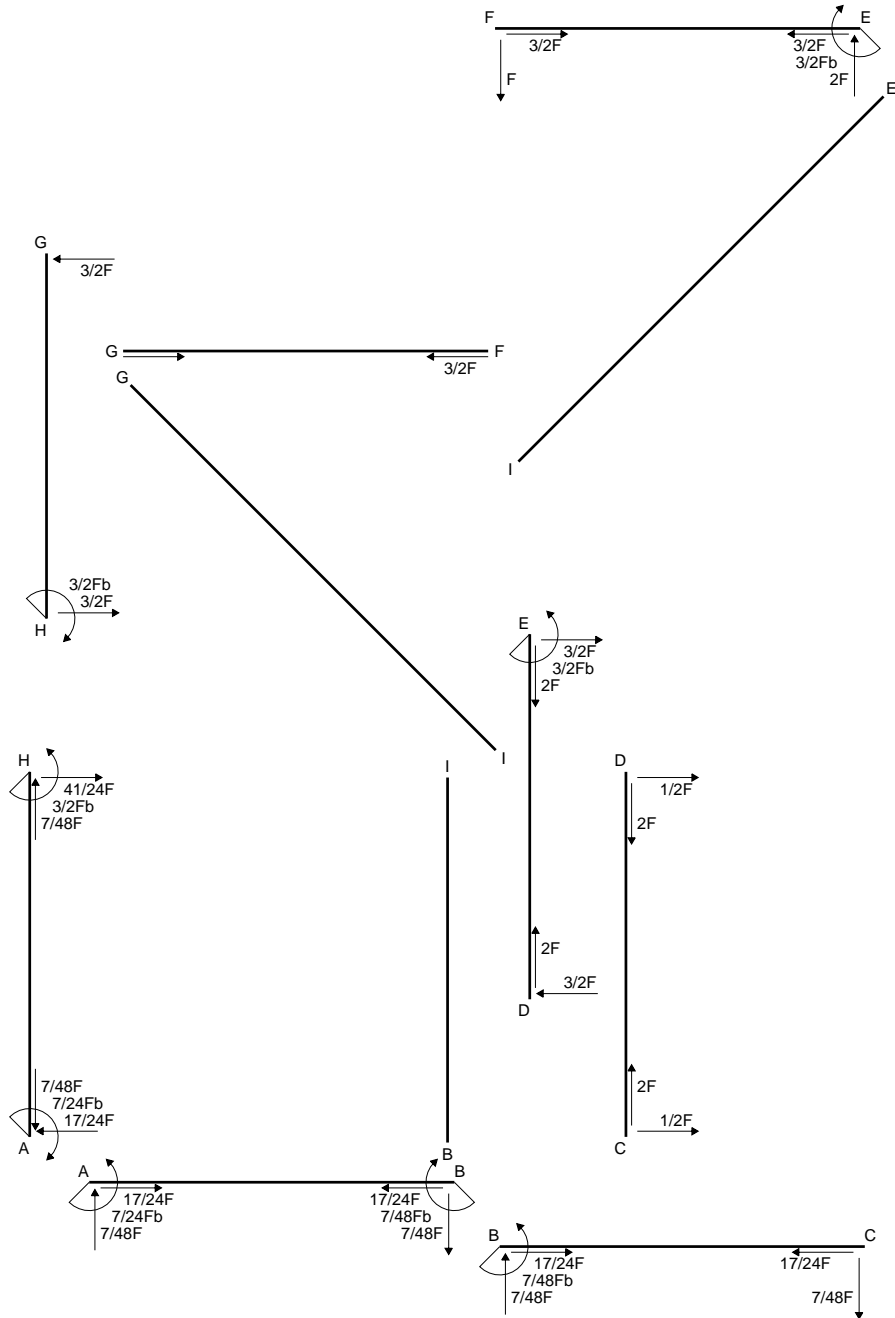 F
E
3/2F
3/2F
3/2Fb
F
2F
E
G
3/2F
G
F
3/2F
G
I
3/2Fb
3/2F
H
E
3/2F
3/2Fb
2F
I
H
I
D
41/24F
3/2Fb
7/48F
1/2F
2F
2F
3/2F
D
7/48F
7/24Fb
17/24F
A
2F
1/2F
C
B
A
B
17/24F
7/24Fb
7/48F
17/24F
7/48Fb
7/48F
B
C
17/24F
7/48Fb
7/48F
17/24F
7/48F